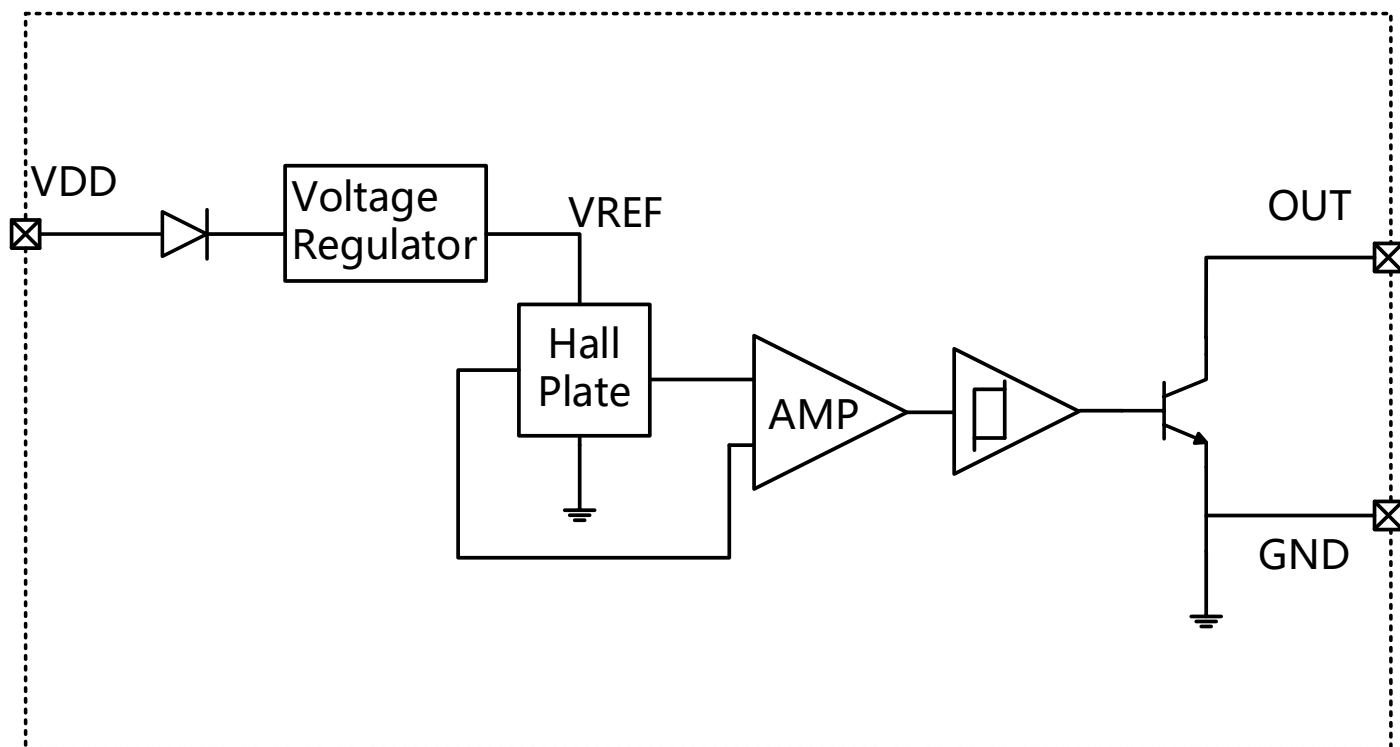 VDD
Voltage
Regulator
VREF
OUT
Hall
Plate
AMP
GND